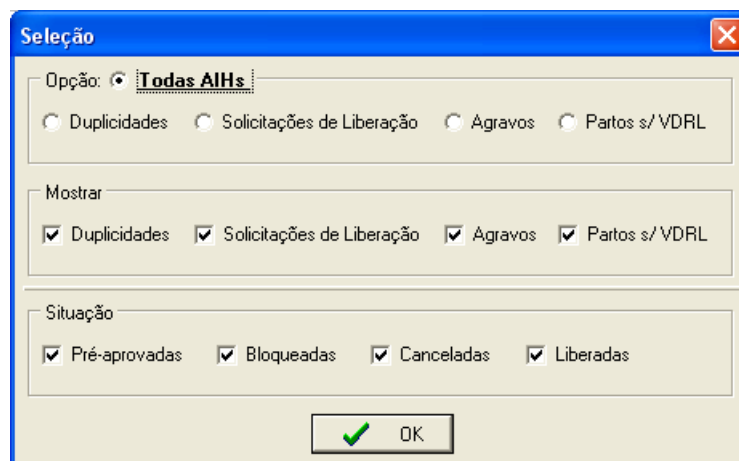 Seleção
Opção: Todas AIHs
Duplicidades Solicitações de Liberação Agravos Partos s/ VDRL
Mostrar
Duplicidades Solicitações de Liberação Agravos Partos s/ VDRL
Situação
Pré-aprovadas Bloqueadas Canceladas Liberadas
OK